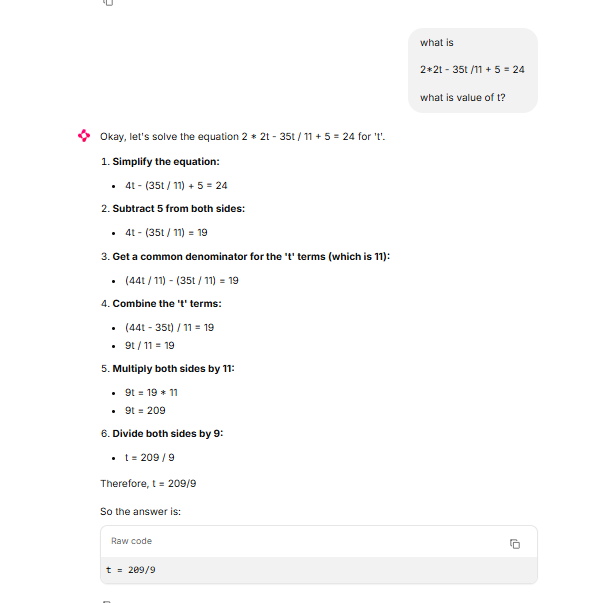 what is
2*2t - 35t /11 + 5 = 24
what is value of t?
Okay, let's solve the equation 2 * 2t - 35t / 11 + 5 = 24 for 't'.
1. Simplify the equation:
• 4t - (35t / 11) + 5 = 24
2. Subtract 5 from both sides:
• 4t - (35t / 11) = 19
3. Get a common denominator for the 't' terms (which is 11):
• (44t / 11) - (35t / 11) = 19
4. Combine the 't' terms:
• (44t - 35t) / 11 = 19
• 9t / 11 = 19
5. Multiply both sides by 11:
• 9t = 19 * 11
• 9t = 209
6. Divide both sides by 9:
• t = 209 / 9
Therefore, t = 209/9
So the answer is:
Raw code
t = 209/9